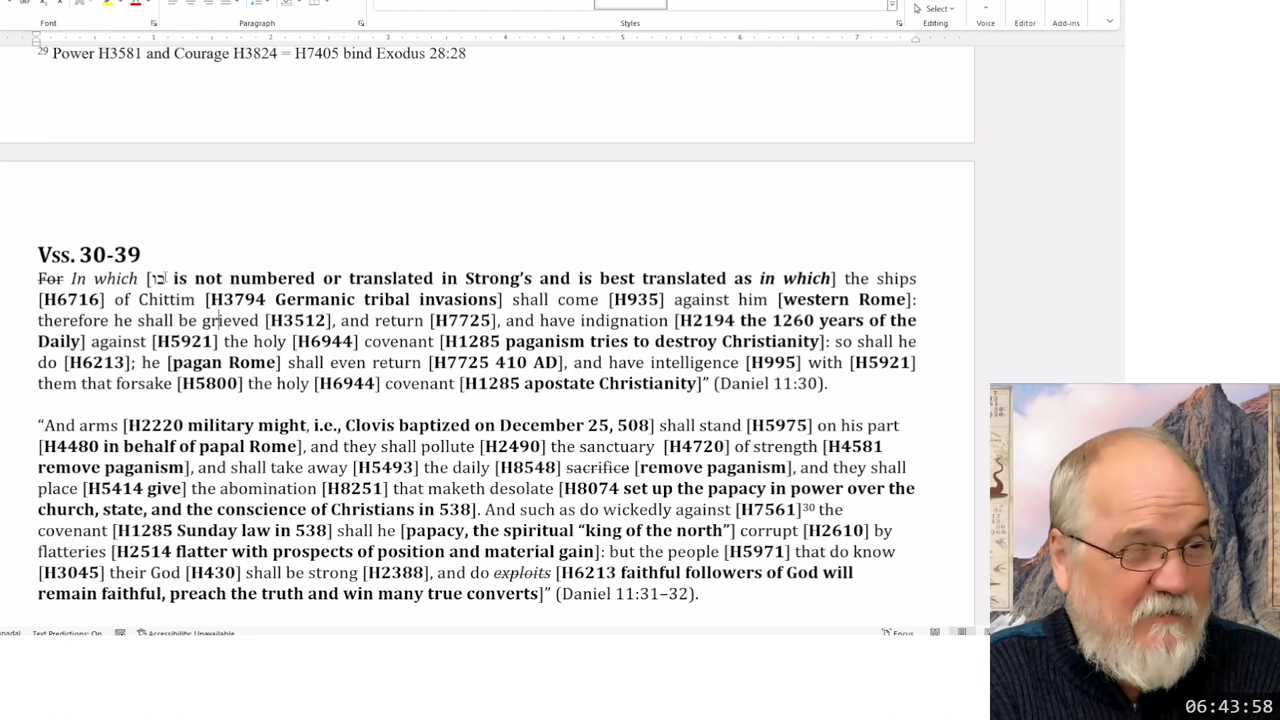 Font
Paragraph
Styles
Select
Editing
Voice
Editor
Add-ins
1 2 3 4 5 6 7
29 Power H3581 and Courage H3824 = H7405 bind Exodus 28:28
Vss. 30-39
For In which [בו is not numbered or translated in Strong's and is best translated as in which] the ships
[H6716] of Chittim [H3794 Germanic tribal invasions] shall come [H935] against him [western Rome]:
therefore he shall be grieved [H3512], and return [H7725], and have indignation [H2194 the 1260 years of the
Daily] against [H5921] the holy [H6944] covenant [H1285 paganism tries to destroy Christianity]: so shall he
do [H6213]; he [pagan Rome] shall even return [H7725 410 AD], and have intelligence [H995] with [H5921]
them that forsake [H5800] the holy [H6944] covenant [H1285 apostate Christianity]” (Daniel 11:30).
“And arms [H2220 military might, i.e., Clovis baptized on December 25, 508] shall stand [H5975] on his part
[H4480 in behalf of papal Rome], and they shall pollute [H2490] the sanctuary [H4720] of strength [H4581
remove paganism], and shall take away [H5493] the daily [H8548] sacrifice [remove paganism], and they shall
place [H5414 give] the abomination [H8251] that maketh desolate [H8074 set up the papacy in power over the
church, state, and the conscience of Christians in 538]. And such as do wickedly against [H7561]30 the
covenant [H1285 Sunday law in 538] shall he [papacy, the spiritual “king of the north”] corrupt [H2610] by
flatteries [H2514 flatter with prospects of position and material gain]: but the people [H5971] that do know
[H3045] their God [H430] shall be strong [H2388], and do exploits [H6213 faithful followers of God will
remain faithful, preach the truth and win many true converts]” (Daniel 11:31–32).
Text Predictions: On
Accessibility: Unavailable
Focus
06:43:58